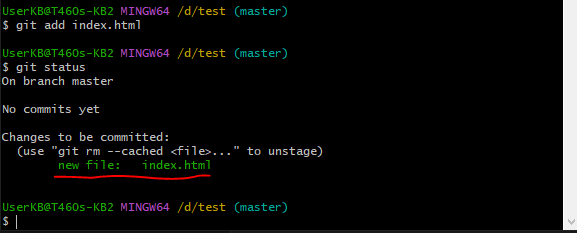 UserKB@T460s-KB2 MINGW64 /d/test (master)
$ git add index.html
UserKB@T460s-KB2 MINGW64 /d/test (master)
$ git status
On branch master
No commits yet
Changes to be committed:
  (use "git rm --cached <file>..." to unstage)
        new file:   index.html
UserKB@T460s-KB2 MINGW64 /d/test (master)
$